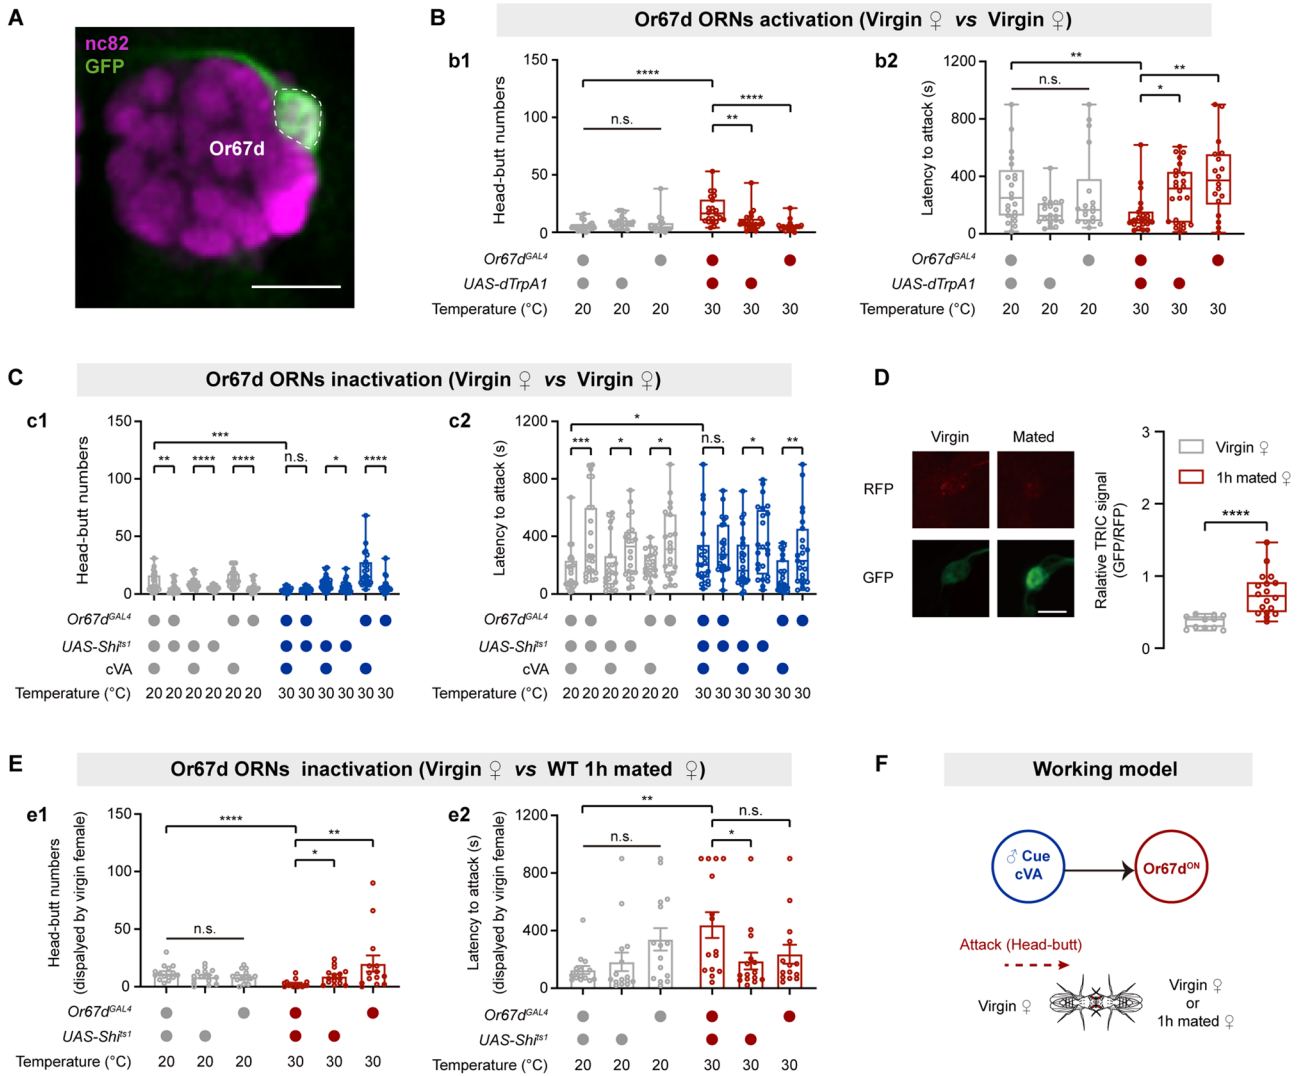 A
nc82
GFP
Or67d
B
Or67d ORNs activation (Virgin ♀ vs Virgin ♀)
b1
Head-butt numbers
150
100
50
0
****
n.s.
****
**
Or67dGAL4
UAS-dTrpA1
Temperature (°C) 20 20 20 30 30 30
b2
Latency to attack (s)
1200
800
400
0
**
n.s.
**
*
Or67dGAL4
UAS-dTrpA1
Temperature (°C) 20 20 20 30 30 30
C
Or67d ORNs inactivation (Virgin ♀ vs Virgin ♀)
c1
Head-butt numbers
150
100
50
0
***
** **** **** n.s. * ****
Or67dGAL4
UAS-Shits1
cVA
Temperature (°C) 20 20 20 20 20 20 30 30 30 30 30 30
c2
Latency to attack (s)
1200
800
400
0
*
*** * * n.s. * **
Or67dGAL4
UAS-Shits1
cVA
Temperature (°C) 20 20 20 20 20 20 30 30 30 30 30 30
D
Virgin Mated
RFP
GFP
Ralative TRIC signal
(GFP/RFP)
3
2
1
0
Virgin ♀
1h mated ♀
****
E
Or67d ORNs inactivation (Virgin ♀ vs WT 1h mated ♀)
e1
Head-butt numbers
(dispalyed by virgin female)
150
100
50
0
****
n.s.
**
*
Or67dGAL4
UAS-Shits1
Temperature (°C) 20 20 20 30 30 30
e2
Latency to attack (s)
(dispalyed by virgin female)
1200
800
400
0
**
n.s.
n.s.
*
Or67dGAL4
UAS-Shits1
Temperature (°C) 20 20 20 30 30 30
F
Working model
♂ Cue
cVA
Or67dON
Attack (Head-butt)
Virgin ♀
Virgin ♀
or
1h mated ♀